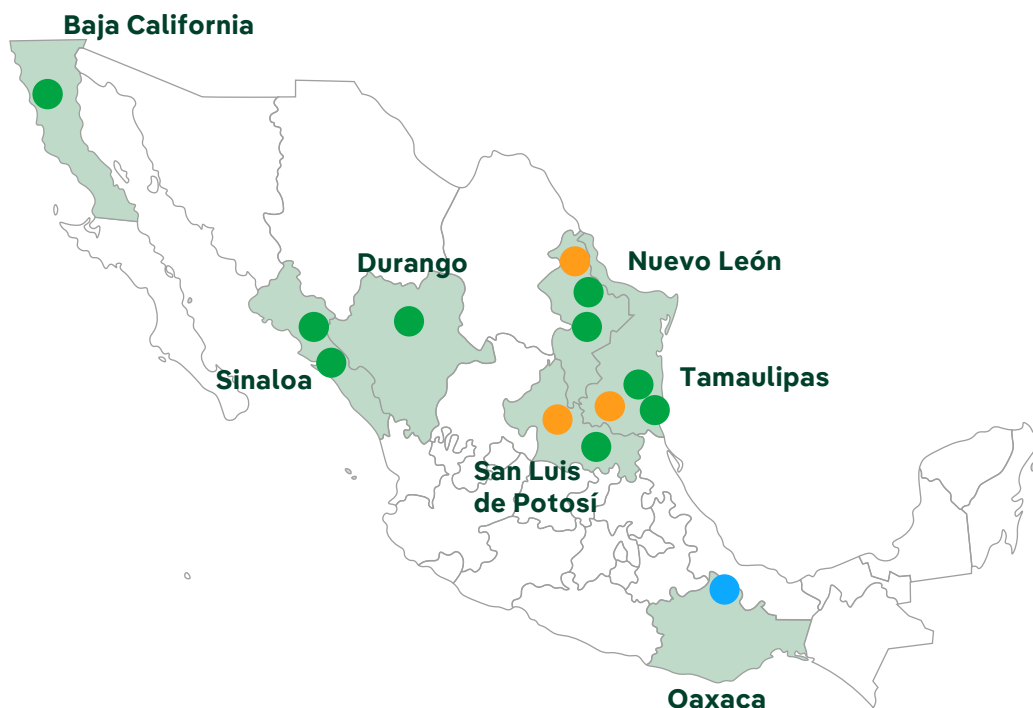 Baja California
Durango
Nuevo León
Sinaloa
Tamaulipas
San Luis
de Potosí
Oaxaca